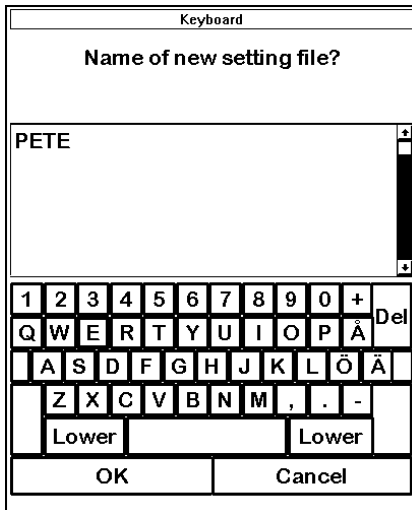 Keyboard
Name of new setting file?
PETE
1 2 3 4 5 6 7 8 9 0 +
Del
Q W E R T Y U I O P Å
A S D F G H J K L Ö Ä
Z X C V B N M , . -
Lower Lower
OK Cancel